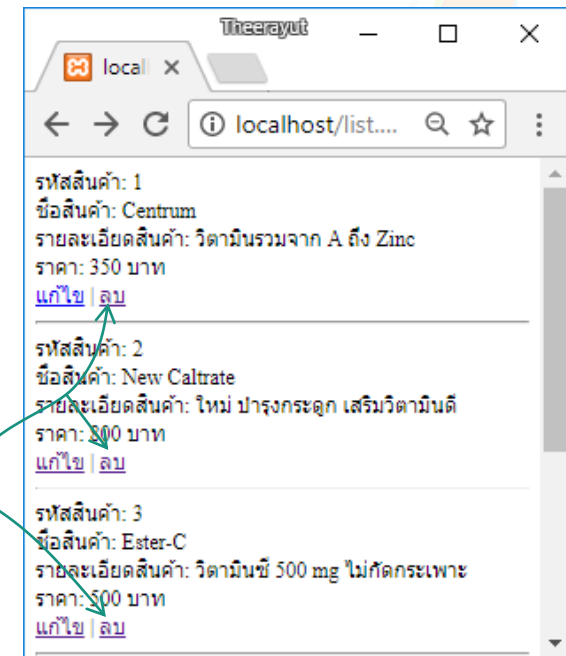 Theerayut
local
localhost/list....
รหัสสินค้า: 1
ชื่อสินค้า: Centrum
รายละเอียดสินค้า: วิตามินรวมจาก A ถึง Zinc
ราคา: 350 บาท
แก้ไข | ลบ
รหัสสินค้า: 2
ชื่อสินค้า: New Caltrate
รายละเอียดสินค้า: ใหม่ บำรุงกระดูก เสริมวิตามินดี
ราคา: 800 บาท
แก้ไข | ลบ
รหัสสินค้า: 3
ชื่อสินค้า: Ester-C
รายละเอียดสินค้า: วิตามินซี 500 mg ไม่กัดกระเพาะ
ราคา: 500 บาท
แก้ไข | ลบ